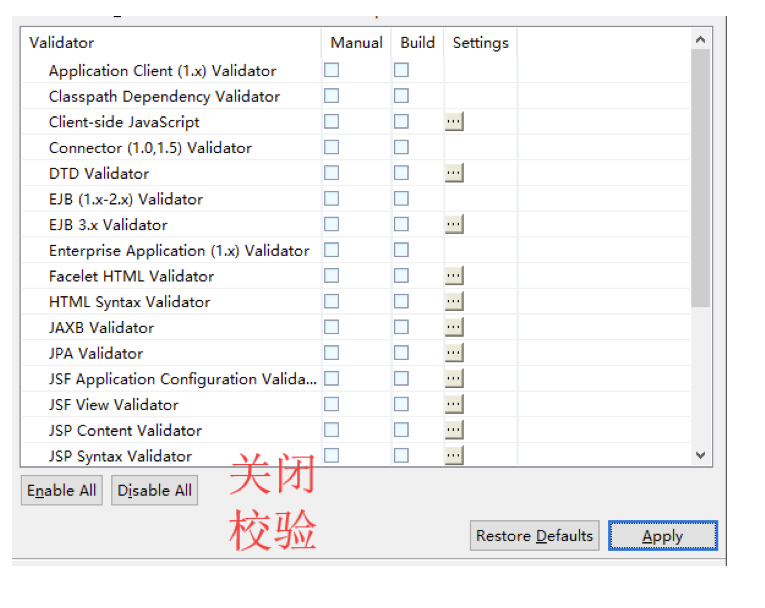 Validator Manual Build Settings
Application Client (1.x) Validator
Classpath Dependency Validator
Client-side JavaScript ...
Connector (1.0,1.5) Validator
DTD Validator ...
EJB (1.x-2.x) Validator
EJB 3.x Validator ...
Enterprise Application (1.x) Validator
Facelet HTML Validator ...
HTML Syntax Validator ...
JAXB Validator ...
JPA Validator ...
JSF Application Configuration Valida... ...
JSF View Validator ...
JSP Content Validator ...
JSP Syntax Validator ...
Enable All Disable All
关闭
校验
Restore Defaults Apply